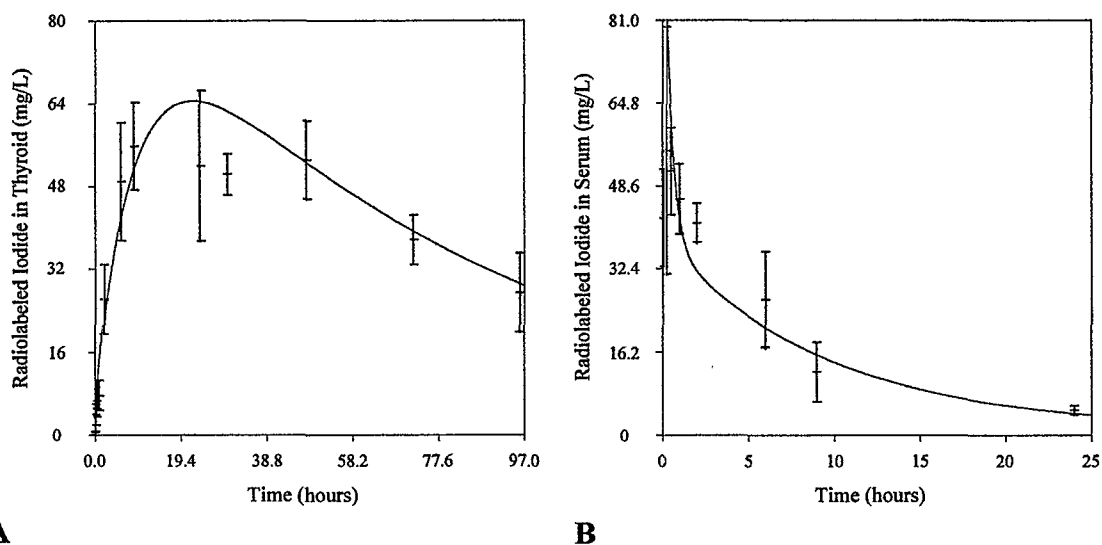 80
64
48
32
16
0
0.0 19.4 38.8 58.2 77.6 97.0
Time (hours)
Radiolabeled Iodide in Thyroid (mg/L)
A
81.0
64.8
48.6
32.4
16.2
0
0 5 10 15 20 25
Time (hours)
Radiolabeled Iodide in Serum (mg/L)
B